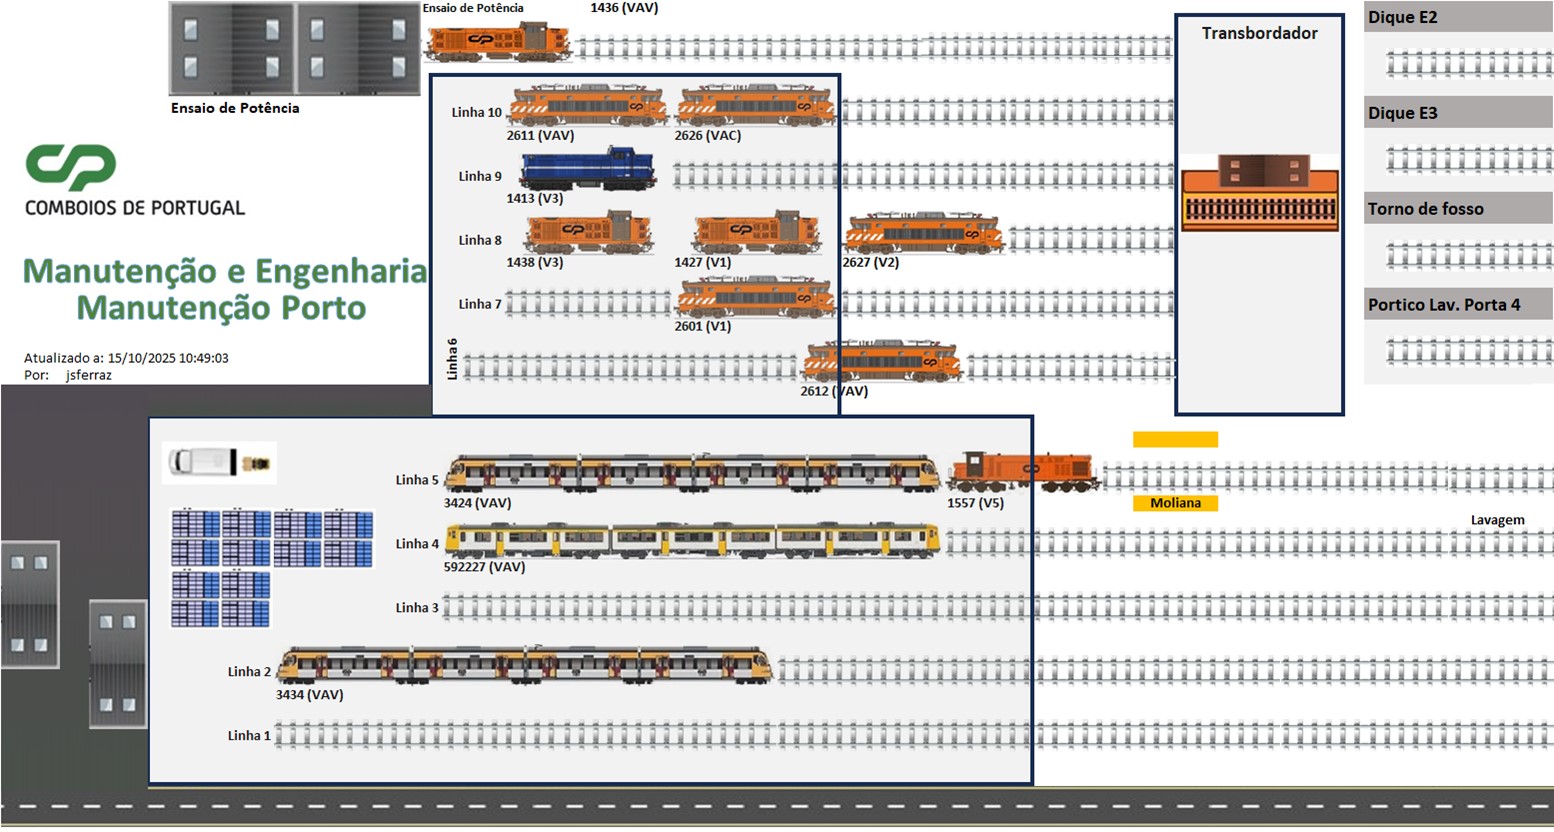 Ensaio de Potência
1436 (VAV)
Ensaio de Potência
COMBOIOS DE PORTUGAL
Manutenção e Engenharia
Manutenção Porto
Atualizado a: 15/10/2025 10:49:03
Por: jsferraz
Linha 10
2611 (VAV)
2626 (VAC)
Linha 9
1413 (V3)
Linha 8
1438 (V3)
1427 (V1)
2627 (V2)
Linha 7
2601 (V1)
Linha 6
2612 (VAV)
Transbordador
Dique E2
Dique E3
Torno de fosso
Portico Lav. Porta 4
Linha 5
3424 (VAV)
1557 (V5)
Moliana
Lavagem
Linha 4
592227 (VAV)
Linha 3
Linha 2
3434 (VAV)
Linha 1